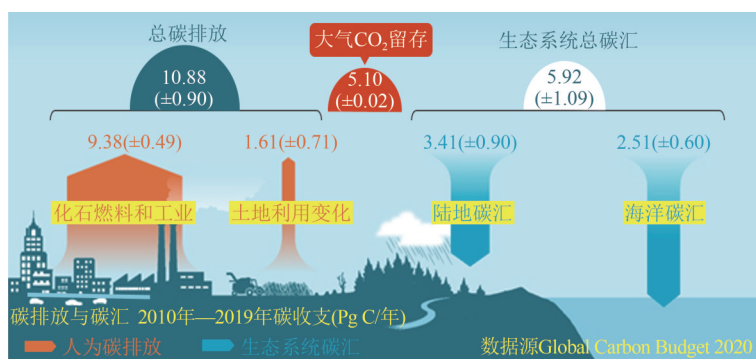 总碳排放
10.88
(±0.90)
大气CO₂留存
5.10
(±0.02)
生态系统总碳汇
5.92
(±1.09)
9.38(±0.49)
1.61(±0.71)
3.41(±0.90)
2.51(±0.60)
化石燃料和工业
土地利用变化
陆地碳汇
海洋碳汇
碳排放与碳汇 2010年—2019年碳收支(Pg C/年)
人为碳排放
生态系统碳汇
数据源Global Carbon Budget 2020